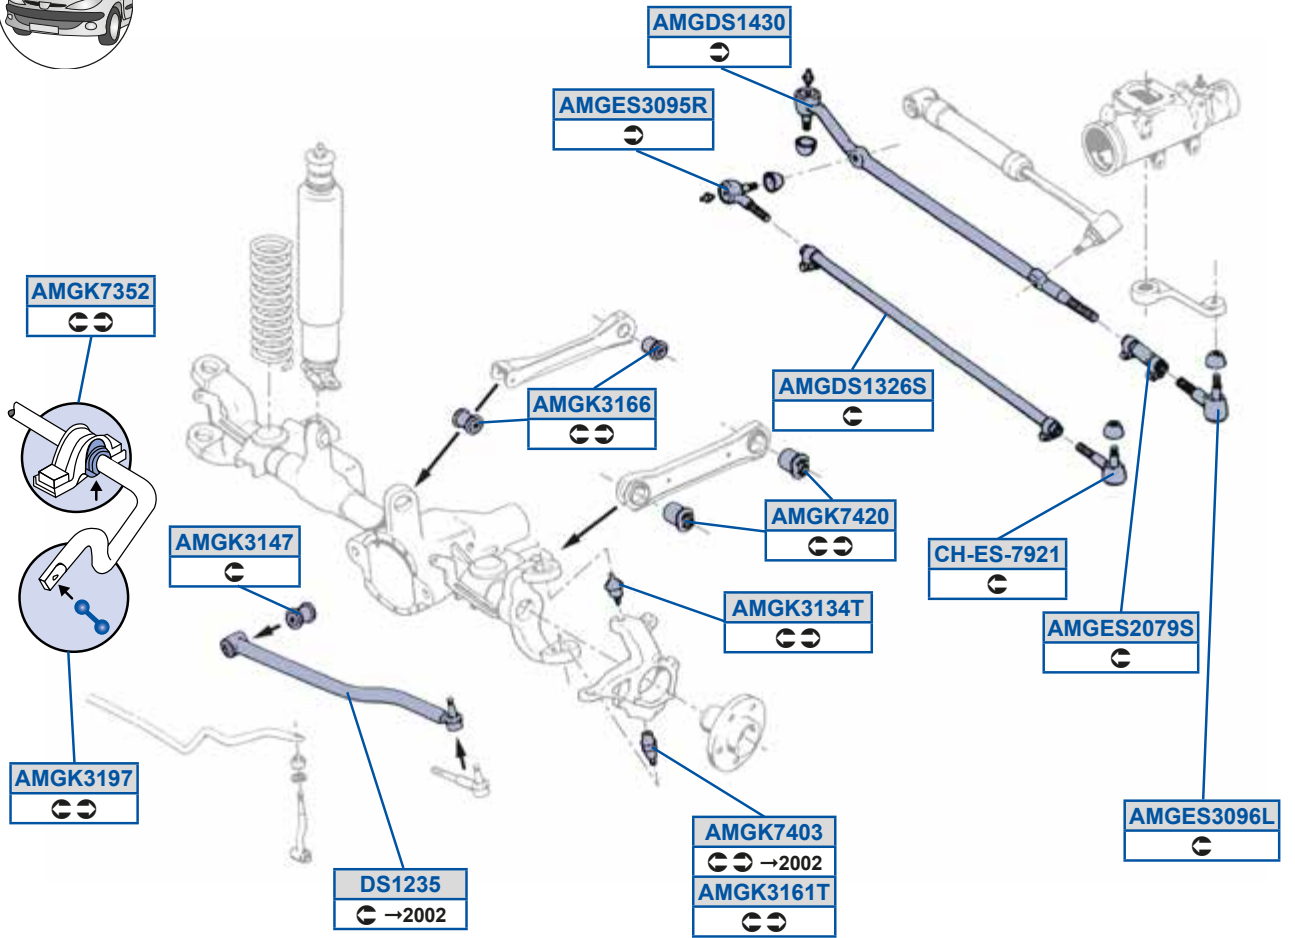 AMGDS1430
AMGES3095R
AMGK7352
AMGK3166
AMGDS1326S
AMGK7420
AMGK3147
CH-ES-7921
AMGK3134T
AMGES2079S
AMGK3197
AMGES3096L
AMGK7403
→2002
AMGK3161T
DS1235
→2002